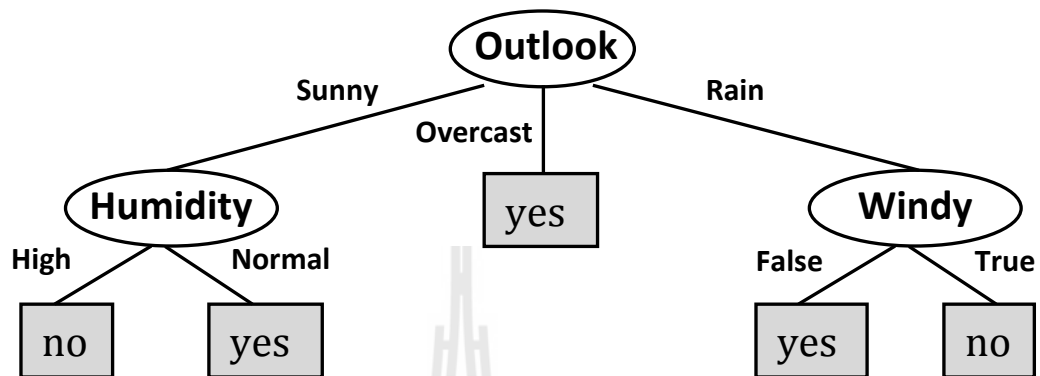 Outlook
Sunny
Rain
Overcast
Humidity
yes
Windy
High
Normal
False
True
no
yes
yes
no